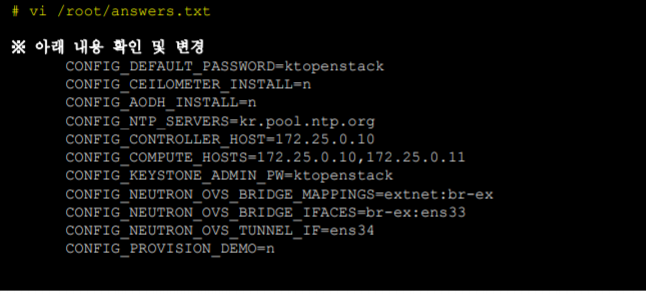 # vi /root/answers.txt
※ 아래 내용 확인 및 변경
CONFIG_DEFAULT_PASSWORD=ktopenstack
CONFIG_CEILOMETER_INSTALL=n
CONFIG_AODH_INSTALL=n
CONFIG_NTP_SERVERS=kr.pool.ntp.org
CONFIG_CONTROLLER_HOST=172.25.0.10
CONFIG_COMPUTE_HOSTS=172.25.0.10,172.25.0.11
CONFIG_KEYSTONE_ADMIN_PW=ktopenstack
CONFIG_NEUTRON_OVS_BRIDGE_MAPPINGS=extnet:br-ex
CONFIG_NEUTRON_OVS_BRIDGE_IFACES=br-ex:ens33
CONFIG_NEUTRON_OVS_TUNNEL_IF=ens34
CONFIG_PROVISION_DEMO=n